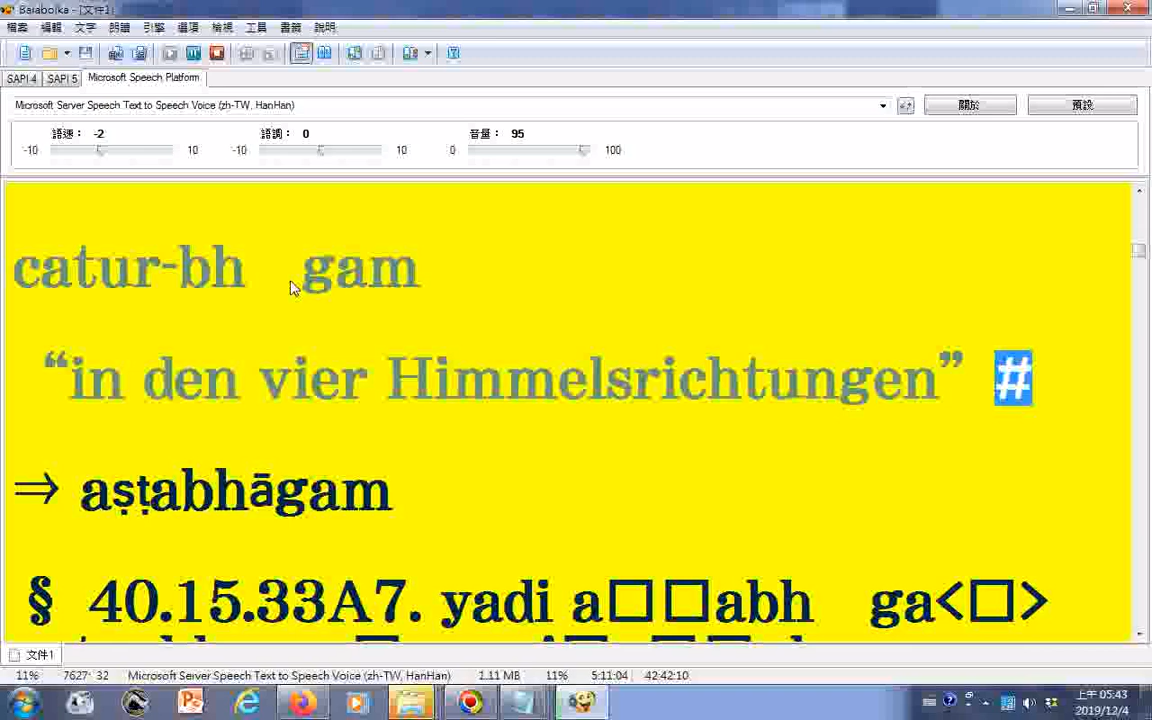 Balabolka - [文件1]
檔案 編輯 文字 朗讀 引擎 選項 檢視 工具 書籤 說明
SAPI 4 SAPI 5 Microsoft Speech Platform
Microsoft Server Speech Text to Speech Voice (zh-TW, HanHan) 關於 預設
語速： -2 語調： 0 音量： 95
-10 10 -10 10 0 100
catur-bh gam
“in den vier Himmelsrichtungen” #
⇒ aṣṭabhāgam
§ 40.15.33A7. yadi a□□abh ga<□>
文件1
11% 7627: 32 Microsoft Server Speech Text to Speech Voice (zh-TW, HanHan) 1.11 MB 11% 5:11:04 42:42:10
上午 05:43
2019/12/4